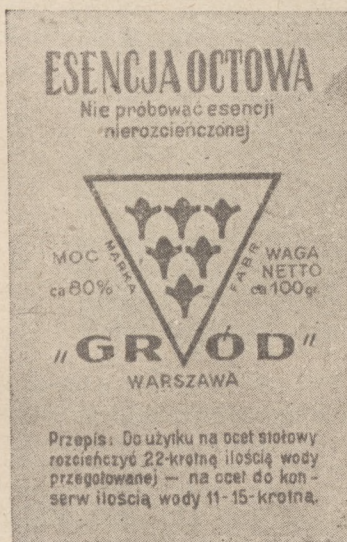 ESENCJA OCTOWA
Nie próbować esencji
nierozcieńczonej
MOC
ca 80%
MARKA
FABR
WAGA
NETTO
ca 100 gr.
„GRÓD”
WARSZAWA
Przepis: Do użytku na ocet stołowy
rozcieńczyć 22-krotną ilością wody
przegotowanej — na ocet do kon-
serw ilością wody 11-15-krotną.